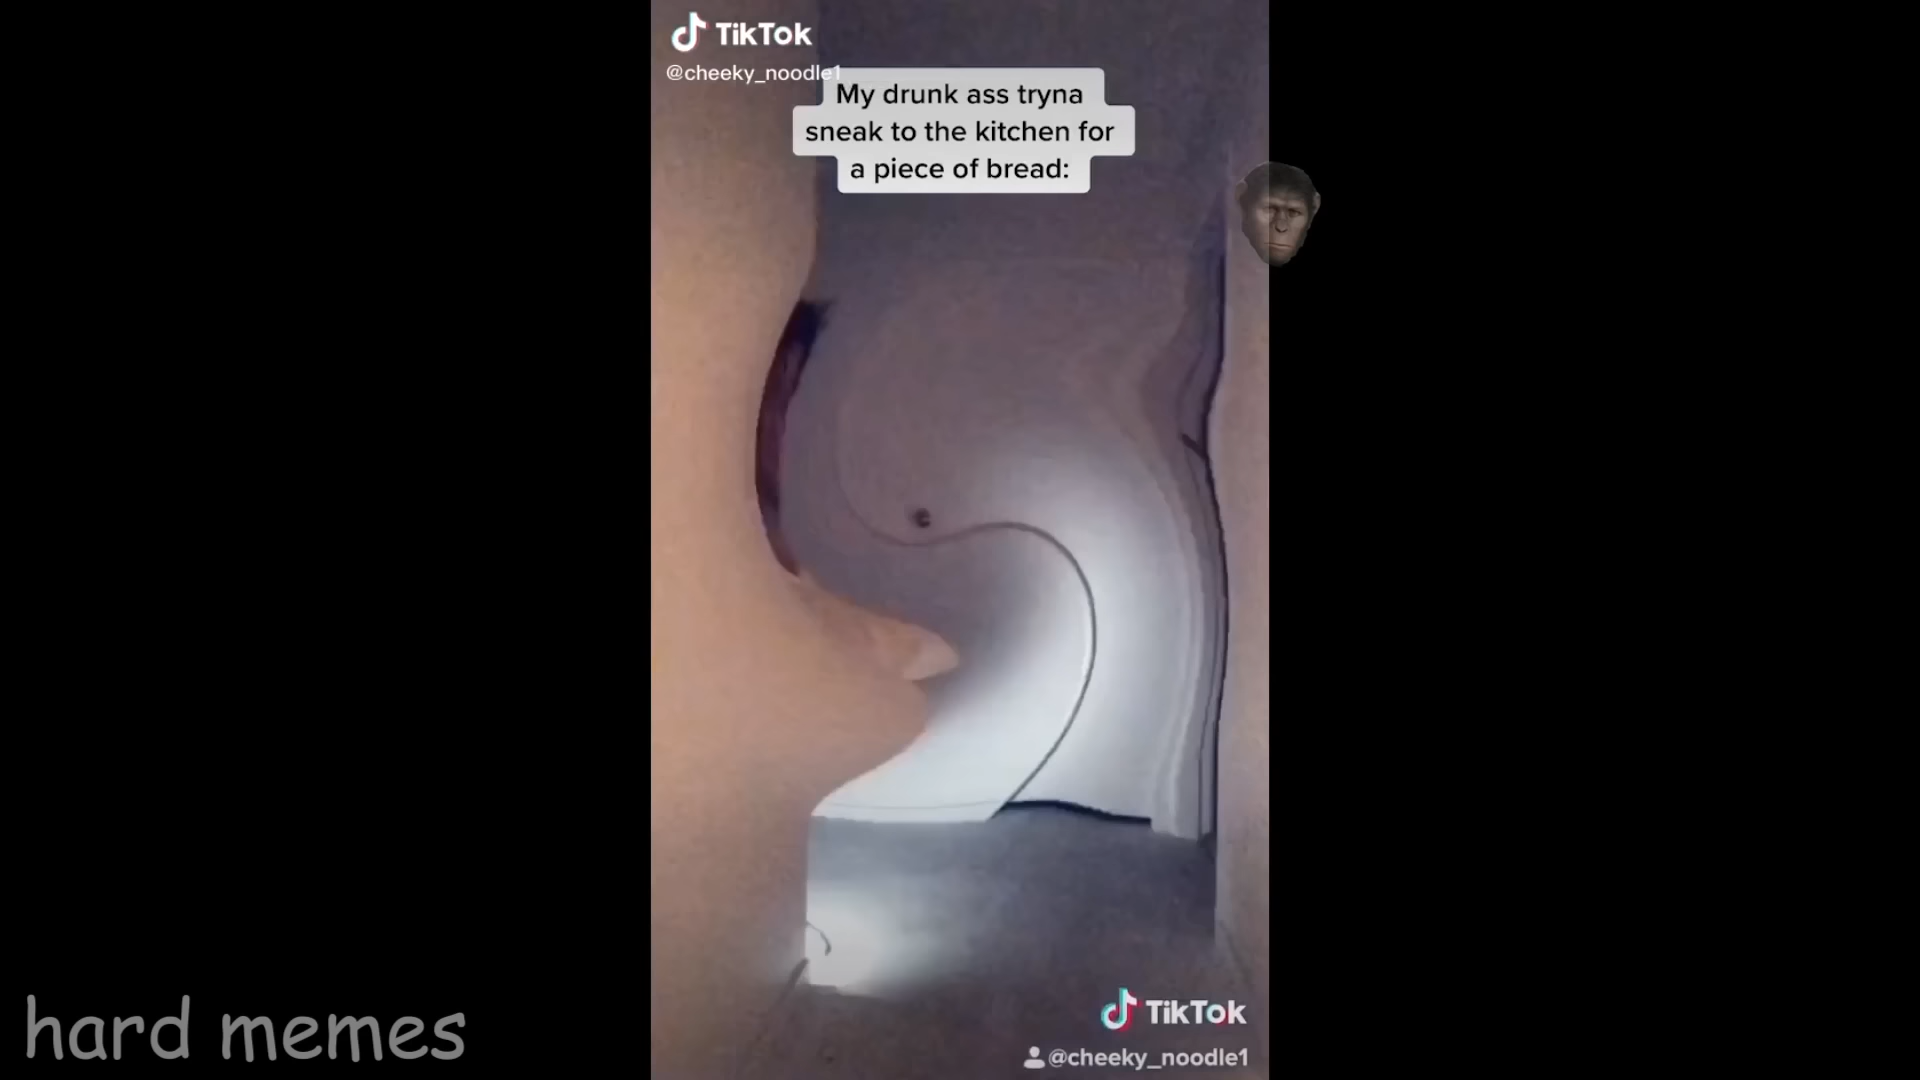 TikTok
@cheeky_noodle1
My drunk ass tryna
sneak to the kitchen for
a piece of bread:
hard memes
TikTok
@cheeky_noodle1